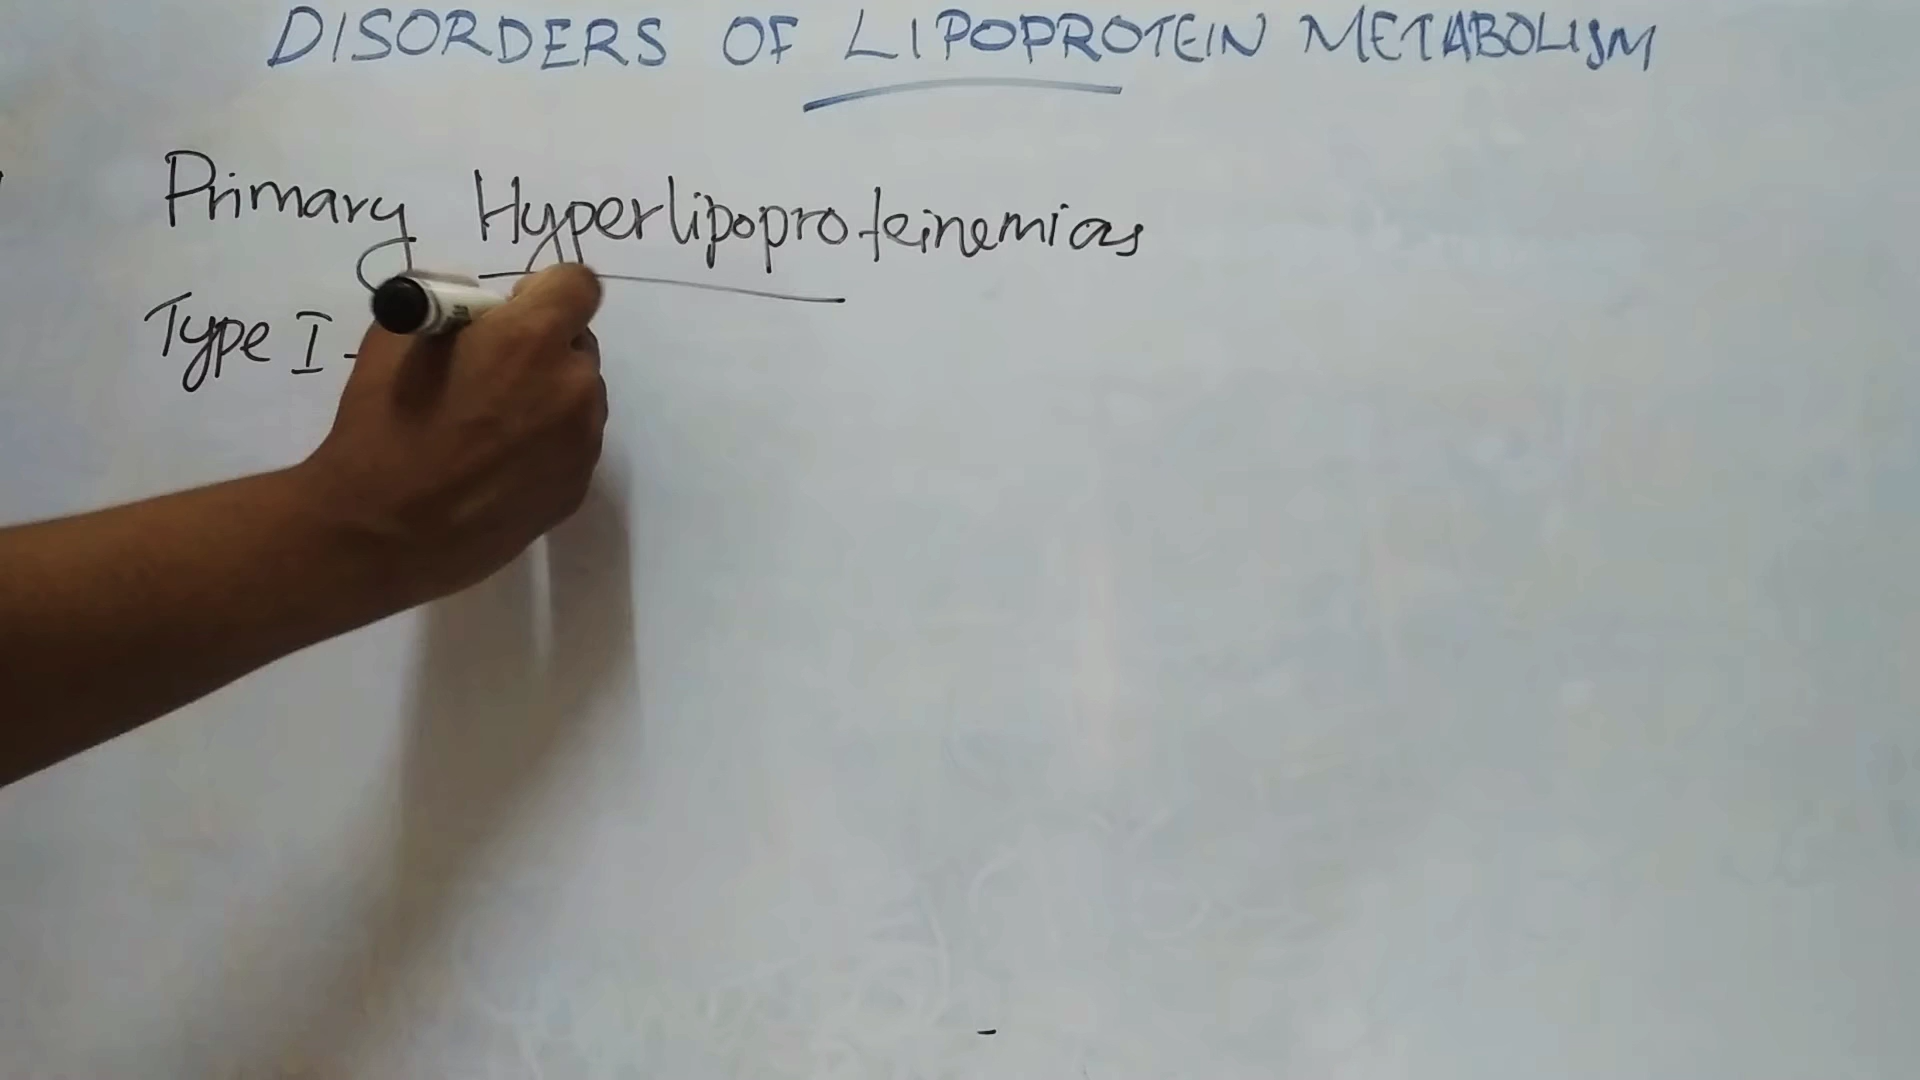 DISORDERS OF LIPOPROTEIN METABOLISM
Primary Hyperlipoproteinemias
Type I -